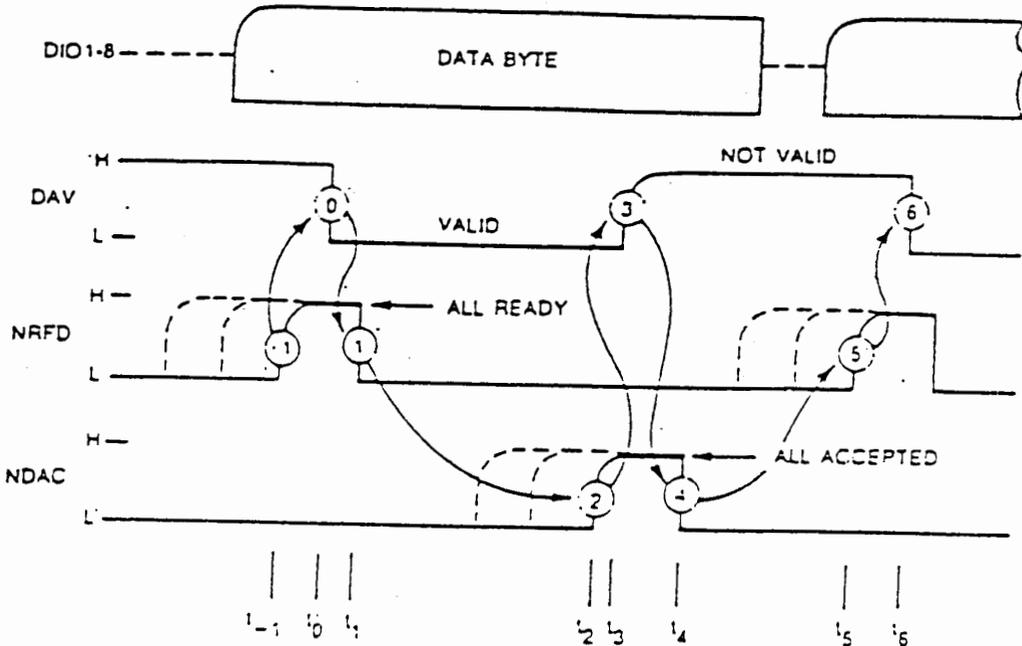 DIO1-8
DATA BYTE
H
NOT VALID
DAV
0
3
6
L
VALID
H
ALL READY
NRFD
-1
1
5
L
H
ALL ACCEPTED
NDAC
2
4
L
t-1 t0 t1 t2 t3 t4 t5 t6